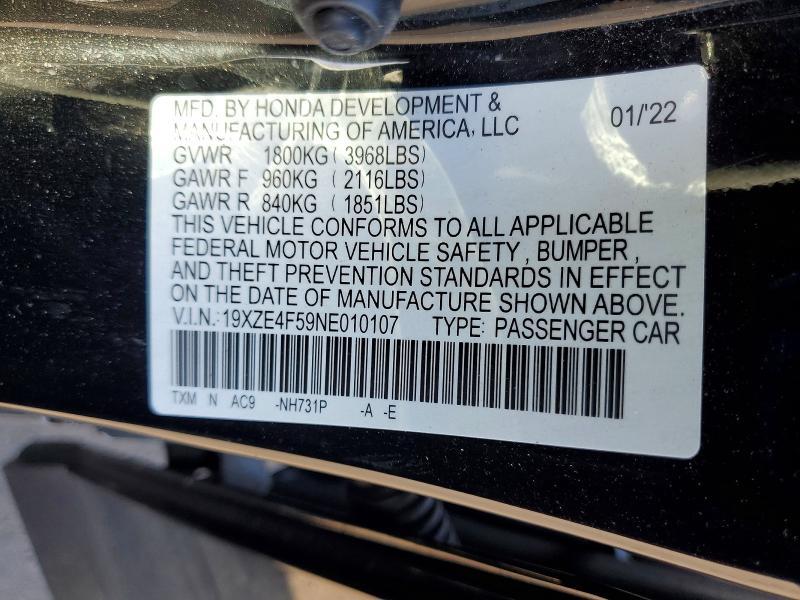 MFD. BY HONDA DEVELOPMENT &
MANUFACTURING OF AMERICA, LLC 01/'22
GVWR 1800KG ( 3968LBS)
GAWR F 960KG ( 2116LBS)
GAWR R 840KG ( 1851LBS)
THIS VEHICLE CONFORMS TO ALL APPLICABLE
FEDERAL MOTOR VEHICLE SAFETY , BUMPER ,
AND THEFT PREVENTION STANDARDS IN EFFECT
ON THE DATE OF MANUFACTURE SHOWN ABOVE.
V.I.N.: 19XZE4F59NE010107 TYPE: PASSENGER CAR
TXM N AC9 -NH731P -A -E